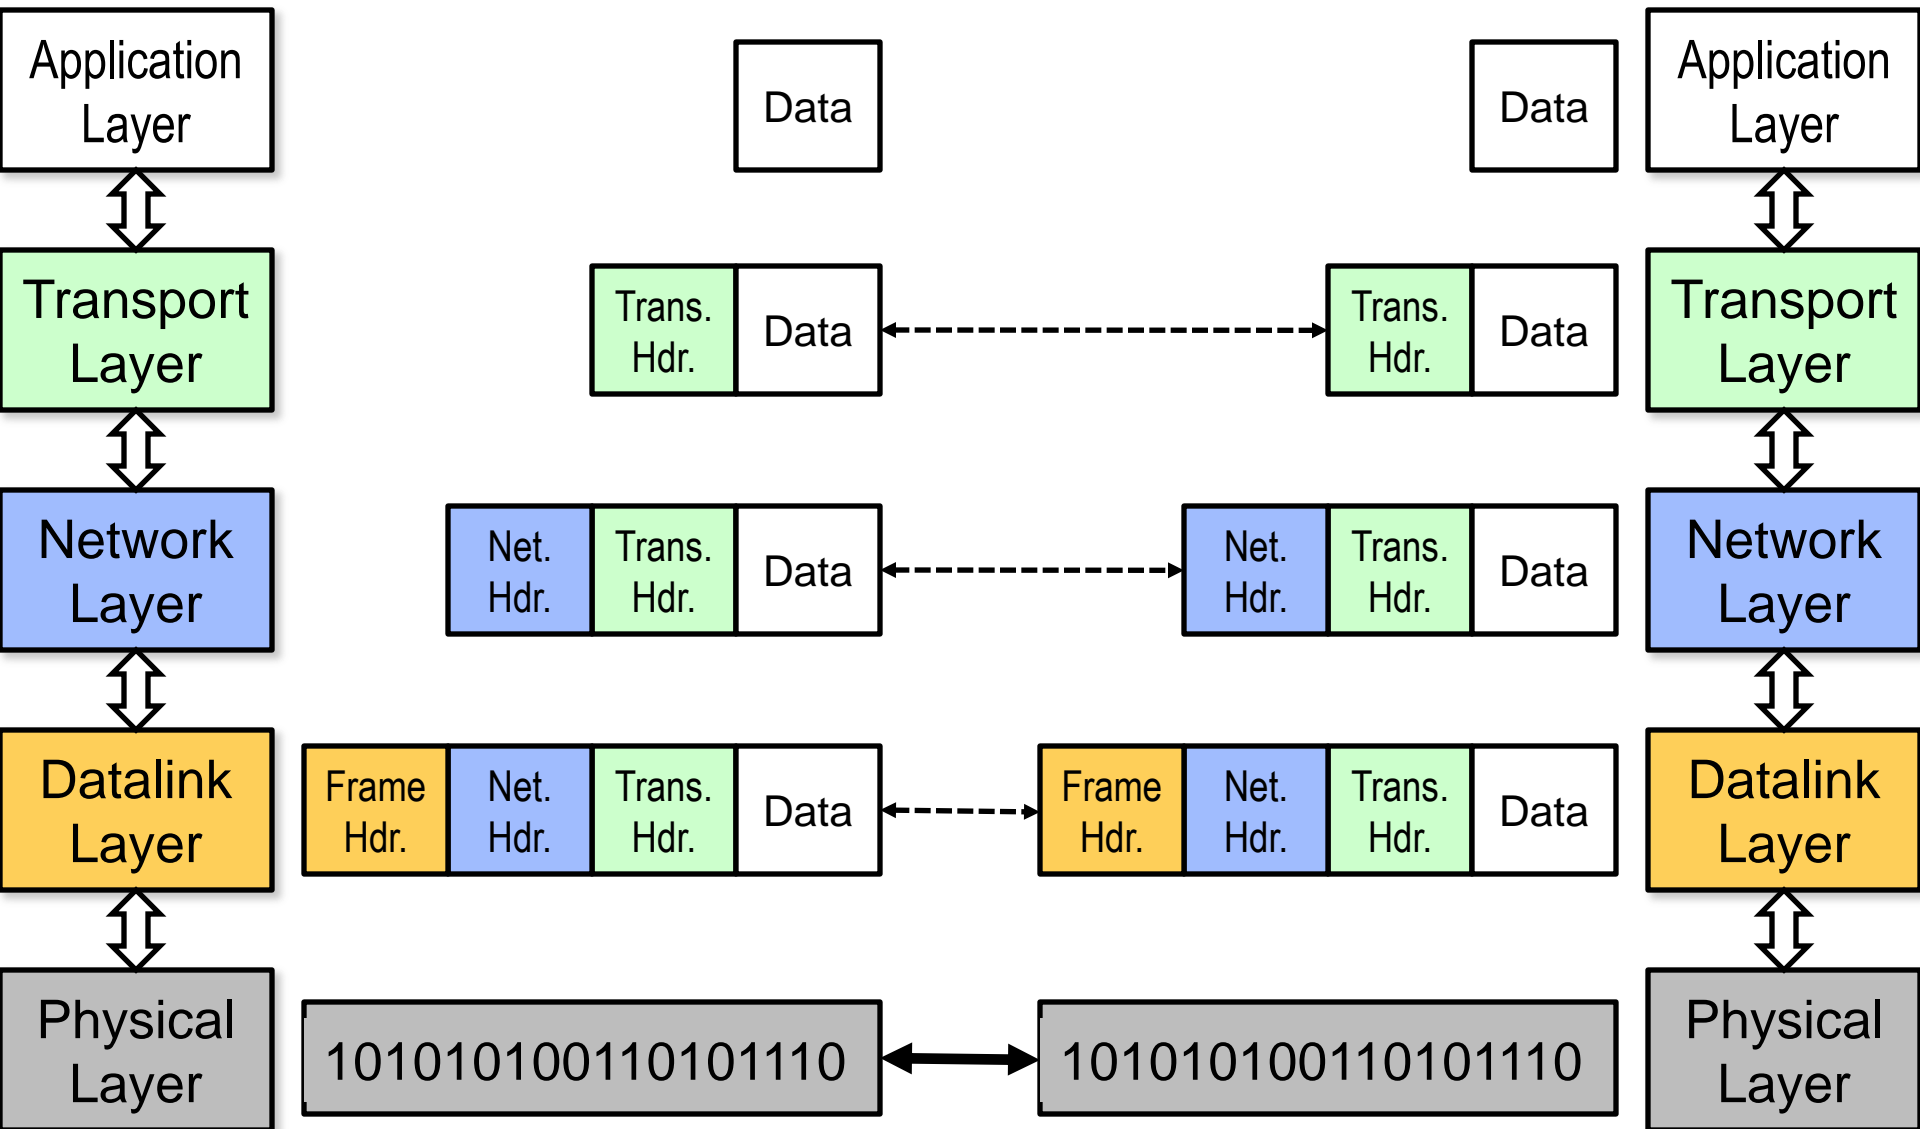 Application
Layer
Data
Data
Application
Layer
Transport
Layer
Trans.
Hdr.
Data
Trans.
Hdr.
Data
Transport
Layer
Network
Layer
Net.
Hdr.
Trans.
Hdr.
Data
Net.
Hdr.
Trans.
Hdr.
Data
Network
Layer
Datalink
Layer
Frame
Hdr.
Net.
Hdr.
Trans.
Hdr.
Data
Frame
Hdr.
Net.
Hdr.
Trans.
Hdr.
Data
Datalink
Layer
Physical
Layer
101010100110101110
101010100110101110
Physical
Layer